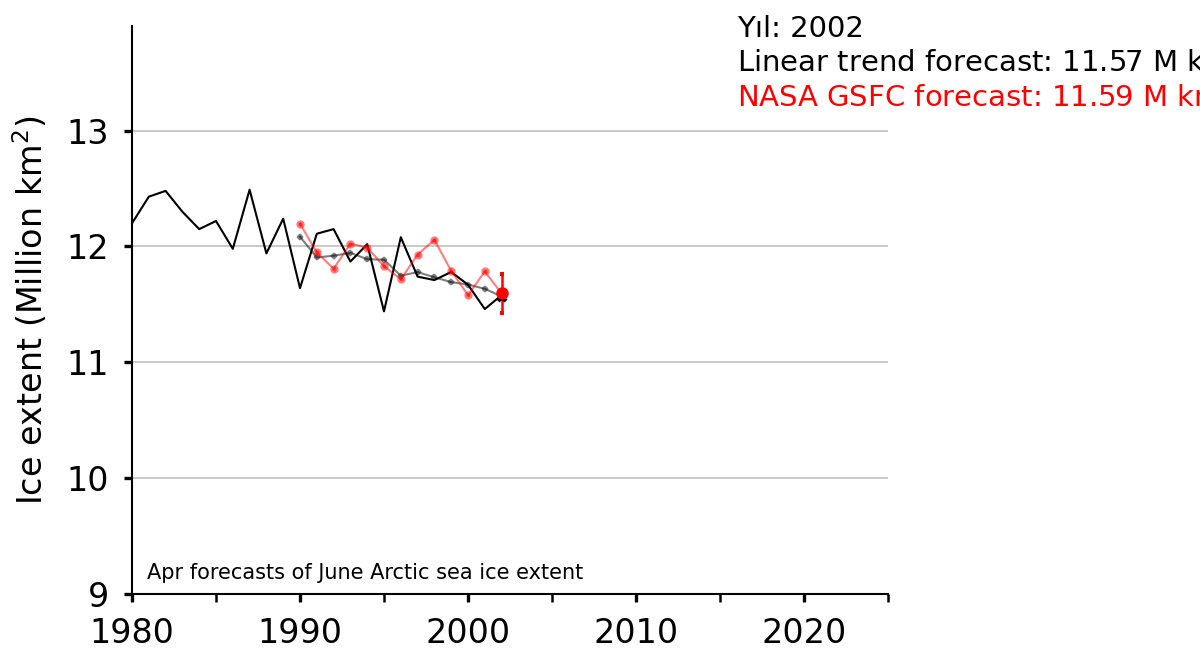 Yıl: 2002
Linear trend forecast: 11.57 M k
NASA GSFC forecast: 11.59 M k
Ice extent (Million km²)
13
12
11
10
9
Apr forecasts of June Arctic sea ice extent
1980 1990 2000 2010 2020